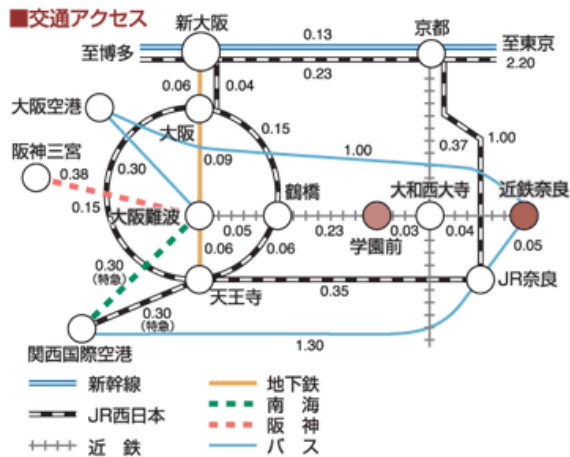 ■交通アクセス
新大阪
京都
至博多
至東京
0.13
0.23
2.20
0.06
0.04
大阪空港
大阪
0.15
0.37
1.00
阪神三宮
0.38
0.30
0.09
1.00
0.15
鶴橋
大和西大寺
近鉄奈良
大阪難波
0.05
0.23
学園前
0.03
0.04
0.05
0.30
(特急)
0.06
0.06
天王寺
0.35
JR奈良
0.30
(特急)
関西国際空港
1.30
新幹線
地下鉄
JR西日本
南 海
阪 神
近 鉄
バ ス